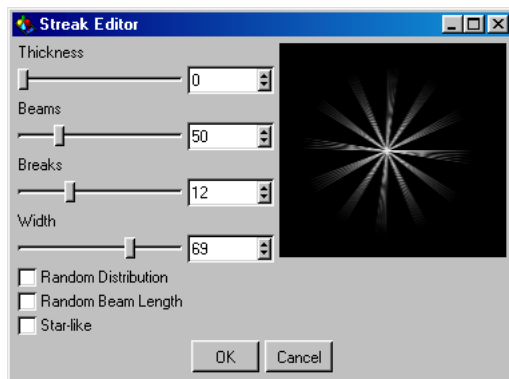 Streak Editor
Thickness
0
Beams
50
Breaks
12
Width
69
Random Distribution
Random Beam Length
Star-like
OK Cancel